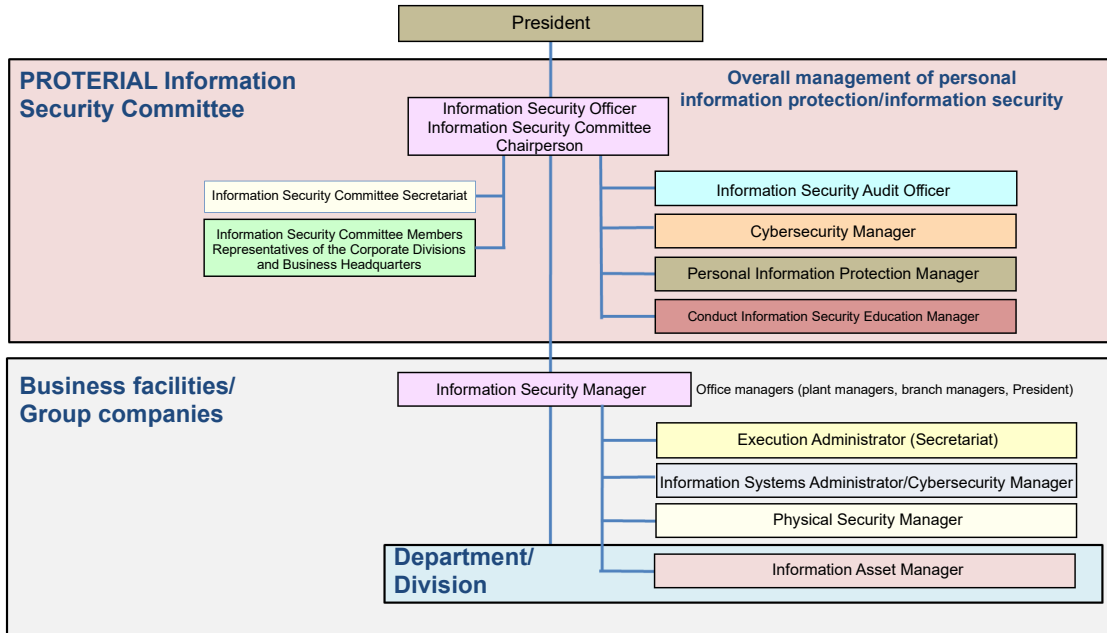 President
PROTERIAL Information
Security Committee
Overall management of personal
information protection/information security
Information Security Officer
Information Security Committee
Chairperson
Information Security Committee Secretariat
Information Security Committee Members
Representatives of the Corporate Divisions
and Business Headquarters
Information Security Audit Officer
Cybersecurity Manager
Personal Information Protection Manager
Conduct Information Security Education Manager
Business facilities/
Group companies
Information Security Manager
Office managers (plant managers, branch managers, President)
Execution Administrator (Secretariat)
Information Systems Administrator/Cybersecurity Manager
Physical Security Manager
Department/
Division
Information Asset Manager